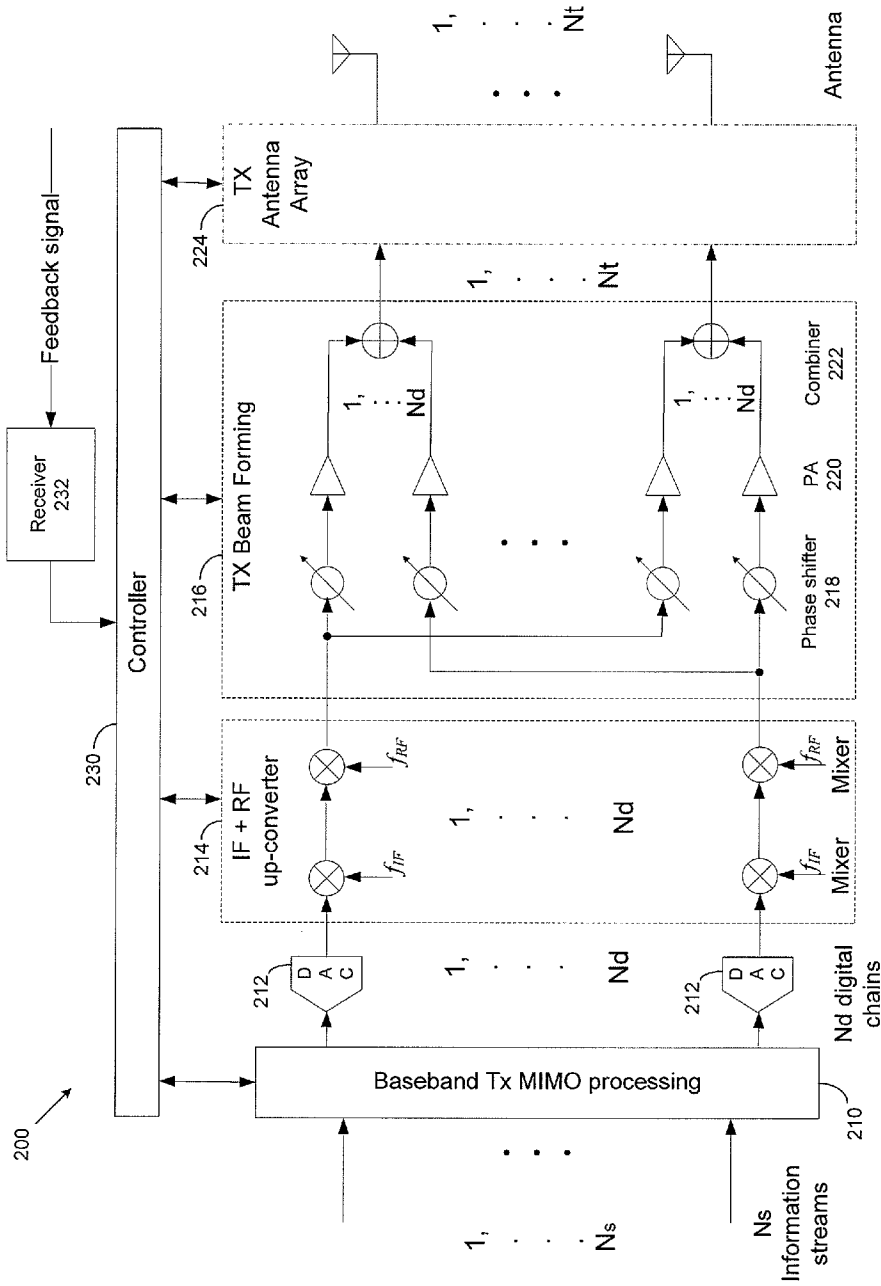 200
Feedback signal
Receiver
232
230
Controller
214
IF + RF
up-converter
216
TX Beam Forming
224
TX
Antenna
Array
212
D
A
C
f_IF
f_RF
Baseband Tx MIMO processing
1,
. . . .
Ns
1,
. . . .
Nd
1,
. . . .
Nd
1,
. . . .
Nd
1,
. . . .
Nd
1,
. . . .
Nt
1,
. . . .
Nt
212
D
A
C
f_IF
f_RF
Ns
Information
streams
210
Nd digital
chains
Mixer
Mixer
Phase shifter
218
PA
220
Combiner
222
Antenna